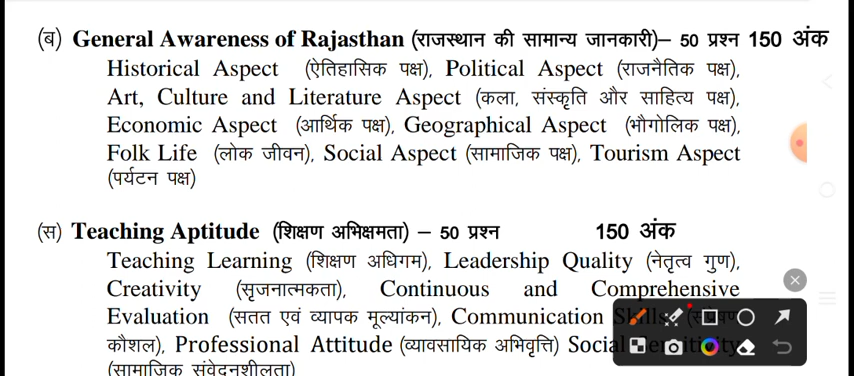 (ब) General Awareness of Rajasthan (राजस्थान की सामान्य जानकारी)– 50 प्रश्न 150 अंक
Historical Aspect (ऐतिहासिक पक्ष), Political Aspect (राजनैतिक पक्ष),
Art, Culture and Literature Aspect (कला, संस्कृति और साहित्य पक्ष),
Economic Aspect (आर्थिक पक्ष), Geographical Aspect (भौगोलिक पक्ष),
Folk Life (लोक जीवन), Social Aspect (सामाजिक पक्ष), Tourism Aspect
(पर्यटन पक्ष)
(स) Teaching Aptitude (शिक्षण अभिक्षमता) – 50 प्रश्न 150 अंक
Teaching Learning (शिक्षण अधिगम), Leadership Quality (नेतृत्व गुण),
Creativity (सृजनात्मकता), Continuous and Comprehensive
Evaluation (सतत एवं व्यापक मूल्यांकन), Communication Skills
कौशल), Professional Attitude (व्यावसायिक अभिवृत्ति) Social
(सामाजिक संवेदनशीलता)